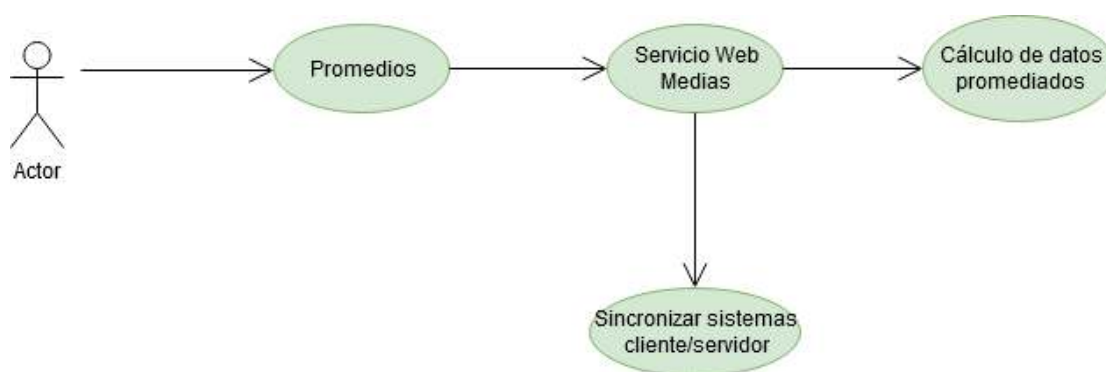 Actor
Promedios
Servicio Web
Medias
Cálculo de datos
promediados
Sincronizar sistemas
cliente/servidor